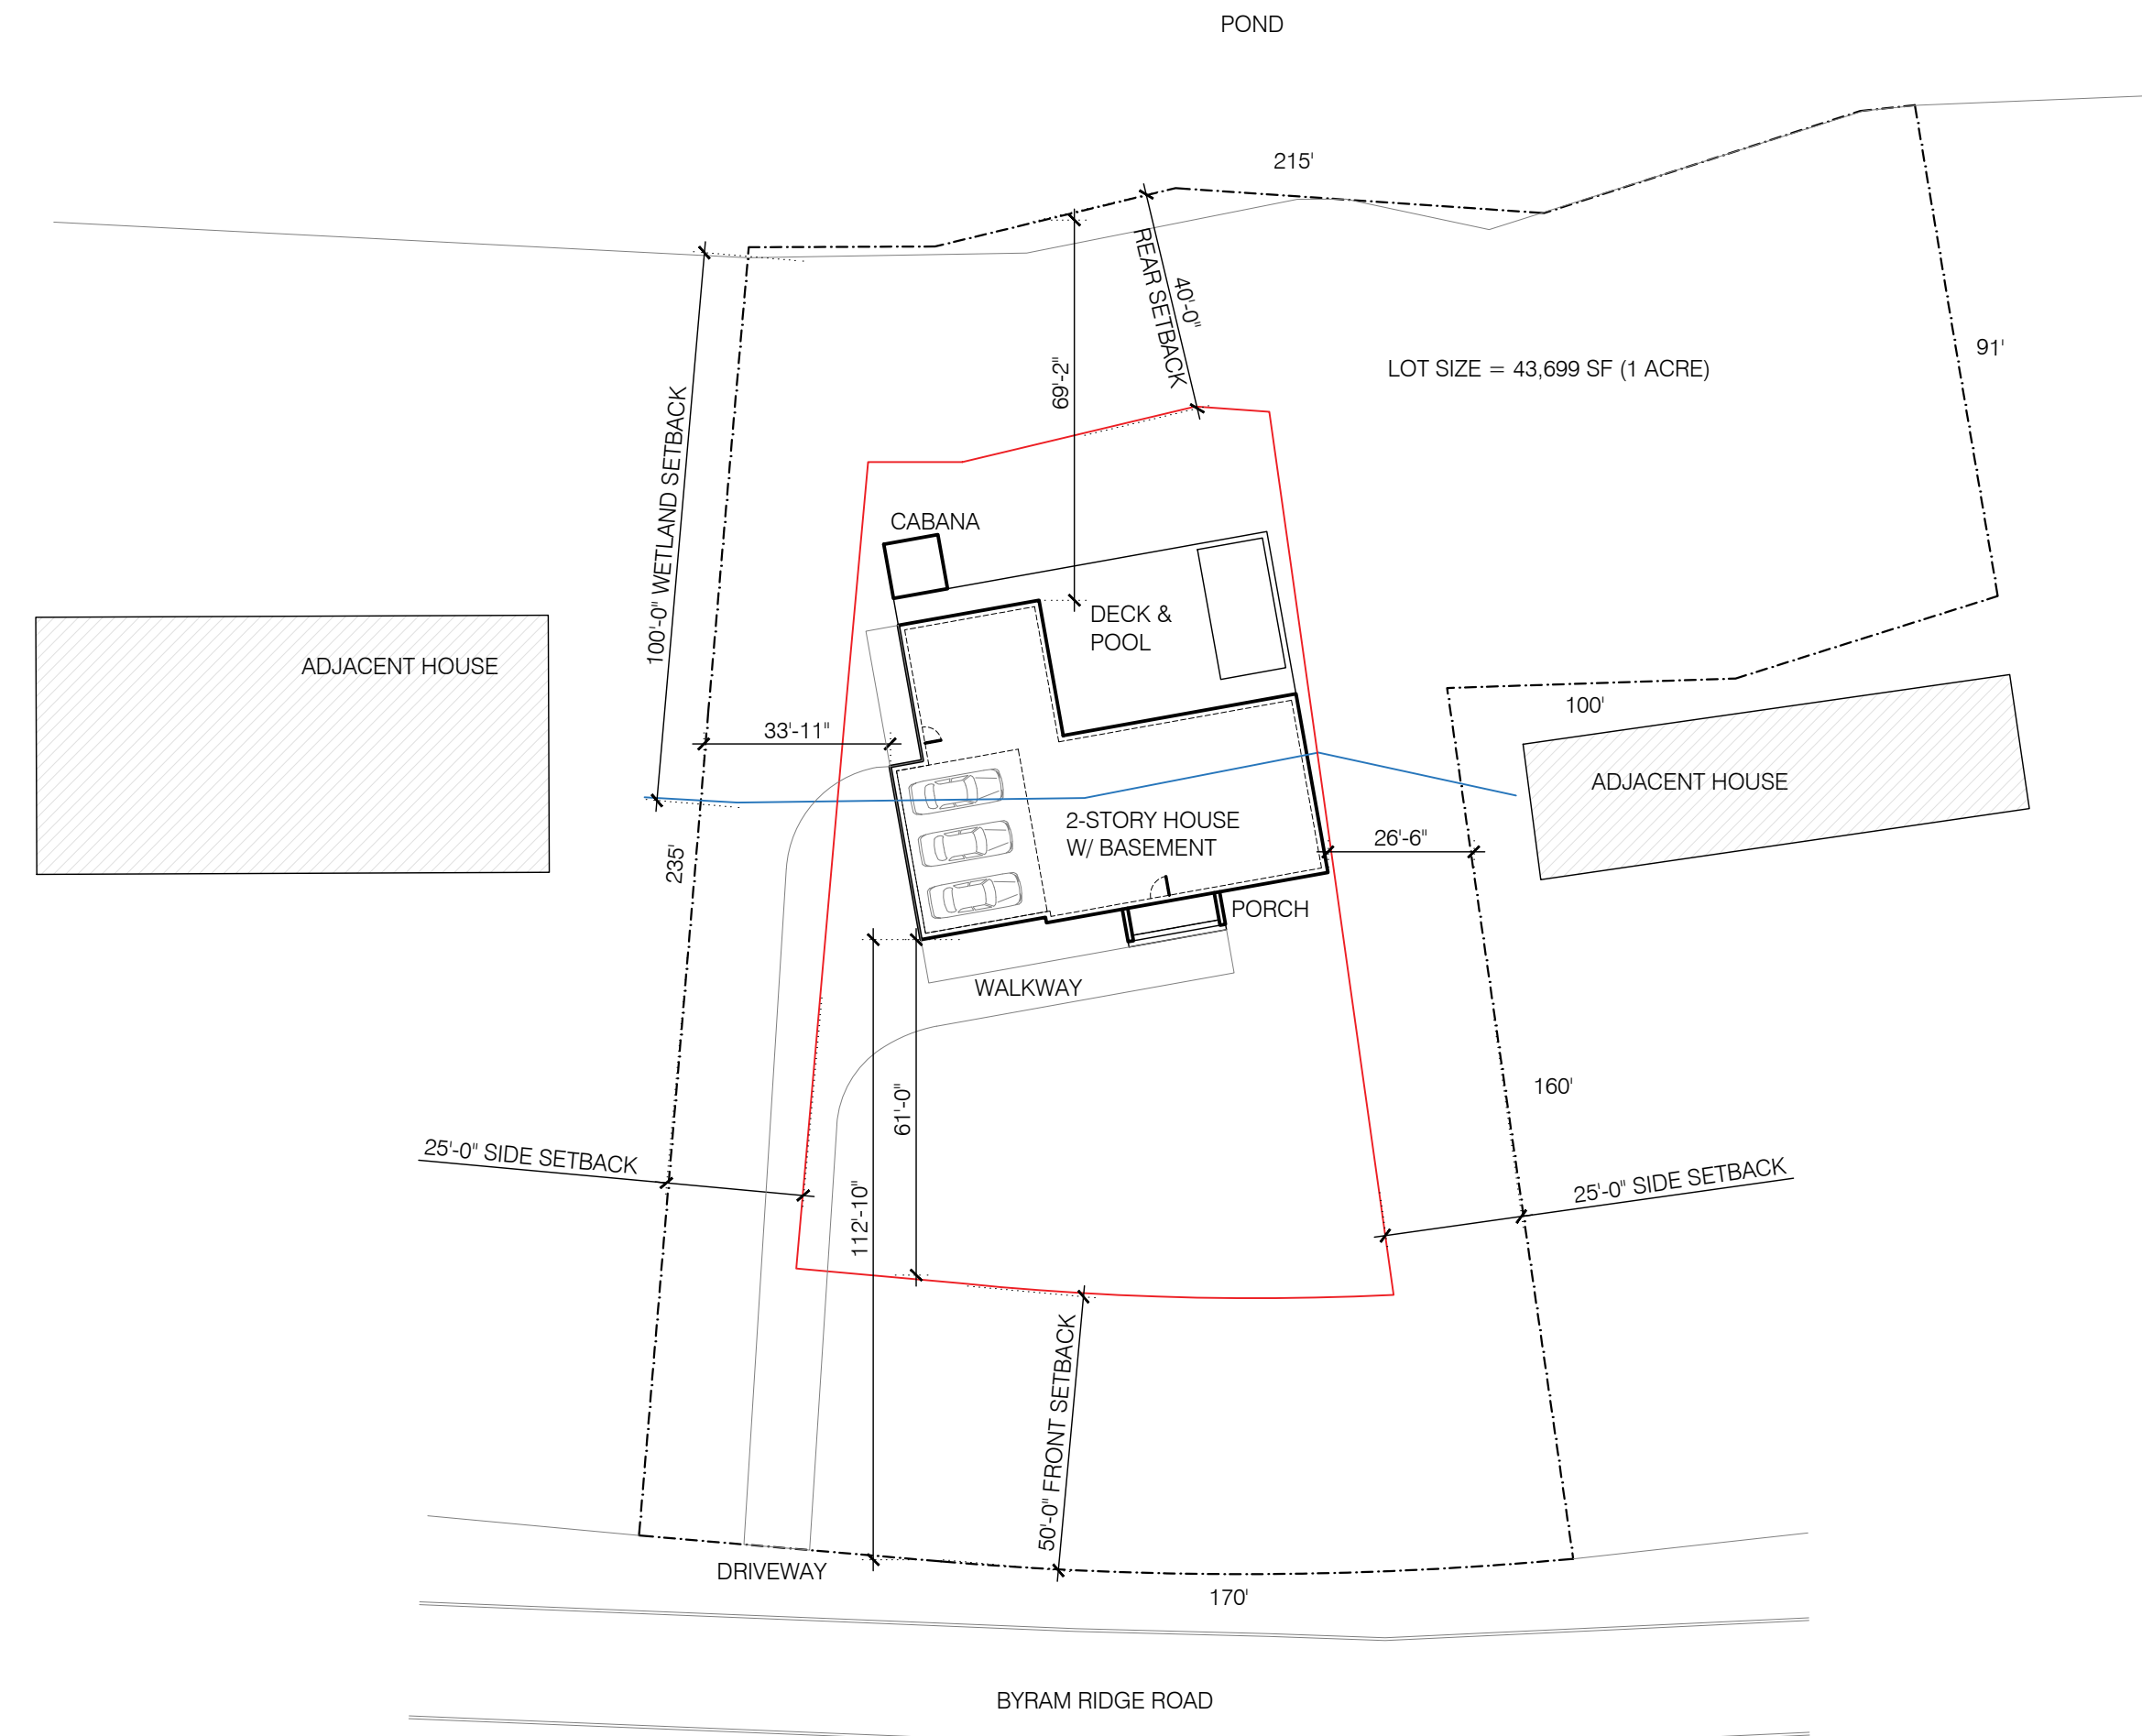 POND
215'
REAR SETBACK
40'-0"
91'
LOT SIZE = 43,699 SF (1 ACRE)
69'-2"
100'-0" WETLAND SETBACK
CABANA
DECK &
POOL
ADJACENT HOUSE
100'
33'-11"
ADJACENT HOUSE
2-STORY HOUSE
W/ BASEMENT
26'-6"
235'
PORCH
WALKWAY
61'-0"
160'
25'-0" SIDE SETBACK
25'-0" SIDE SETBACK
112'-10"
50'-0" FRONT SETBACK
DRIVEWAY
170'
BYRAM RIDGE ROAD